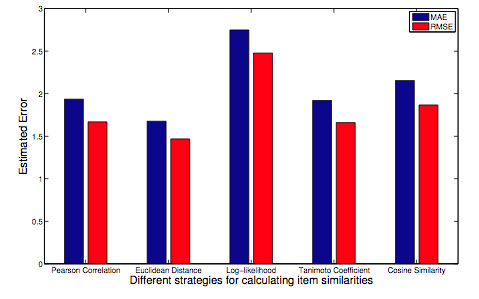 3
MAE
RMSE
2.5
2
1.5
1
0.5
0
Estimated Error
Pearson Correlation Euclidean Distance Log−likelihood Tanimoto Coefficient Cosine Similarity
Different strategies for calculating item similarities